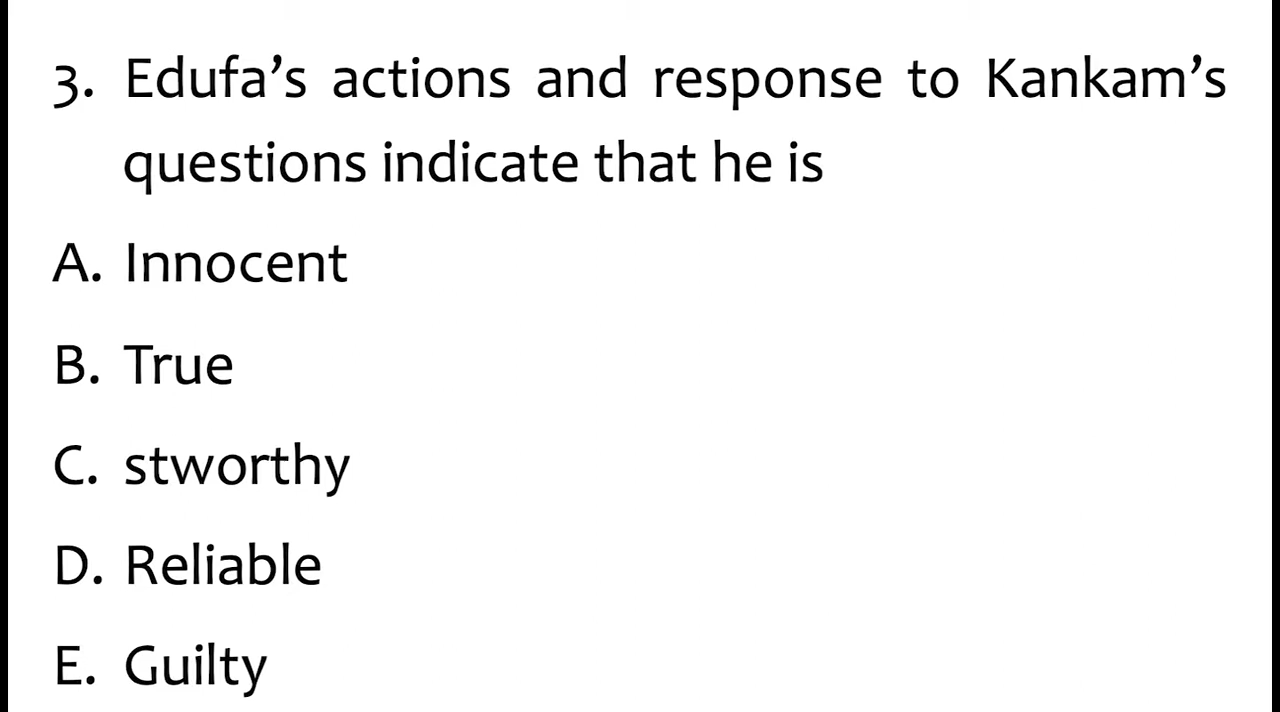 3. Edufa’s actions and response to Kankam’s
questions indicate that he is
A. Innocent
B. True
C. stworthy
D. Reliable
E. Guilty